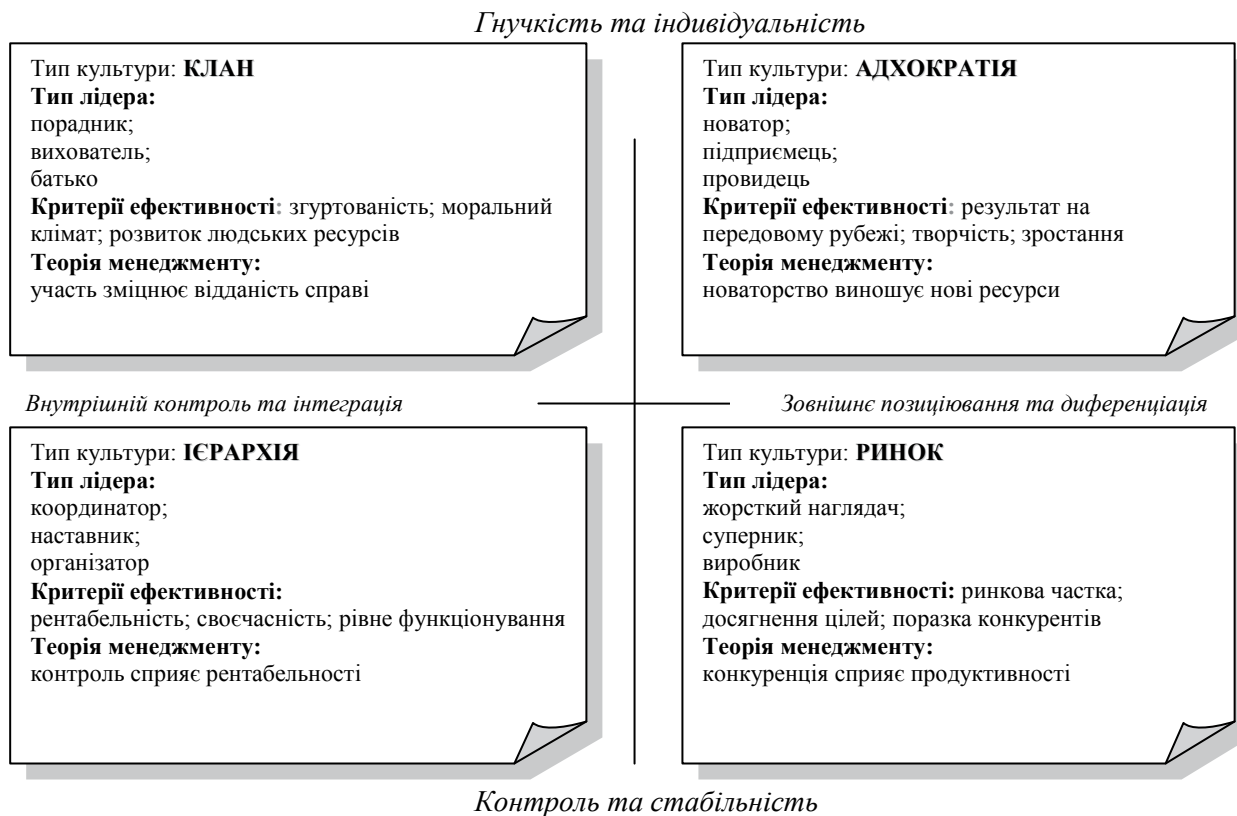 Гнучкість та індивідуальність
Тип культури: КЛАН
Тип лідера:
порадник;
вихователь;
батько
Критерії ефективності: згуртованість; моральний
клімат; розвиток людських ресурсів
Теорія менеджменту:
участь зміцнює відданість справі
Тип культури: АДХОКРАТІЯ
Тип лідера:
новатор;
підприємець;
провидець
Критерії ефективності: результат на
передовому рубежі; творчість; зростання
Теорія менеджменту:
новаторство виношує нові ресурси
Внутрішній контроль та інтеграція
Зовнішнє позиціювання та диференціація
Тип культури: ІЄРАРХІЯ
Тип лідера:
координатор;
наставник;
організатор
Критерії ефективності:
рентабельність; своєчасність; рівне функціонування
Теорія менеджменту:
контроль сприяє рентабельності
Тип культури: РИНОК
Тип лідера:
жорсткий наглядач;
суперник;
виробник
Критерії ефективності: ринкова частка;
досягнення цілей; поразка конкурентів
Теорія менеджменту:
конкуренція сприяє продуктивності
Контроль та стабільність